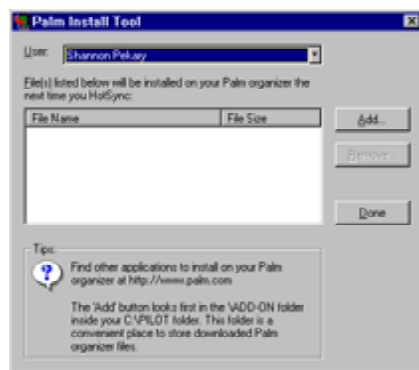 Palm Install Tool
User: Shannon Pekary
File(s) listed below will be installed on your Palm organizer the
next time you HotSync:
File Name File Size
Add...
Remove...
Done
Tips:
Find other applications to install on your Palm
organizer at http://www.palm.com
The 'Add' button looks first in the \ADD-ON folder
inside your C:\PILOT folder. This folder is a
convenient place to store downloaded Palm
organizer files.